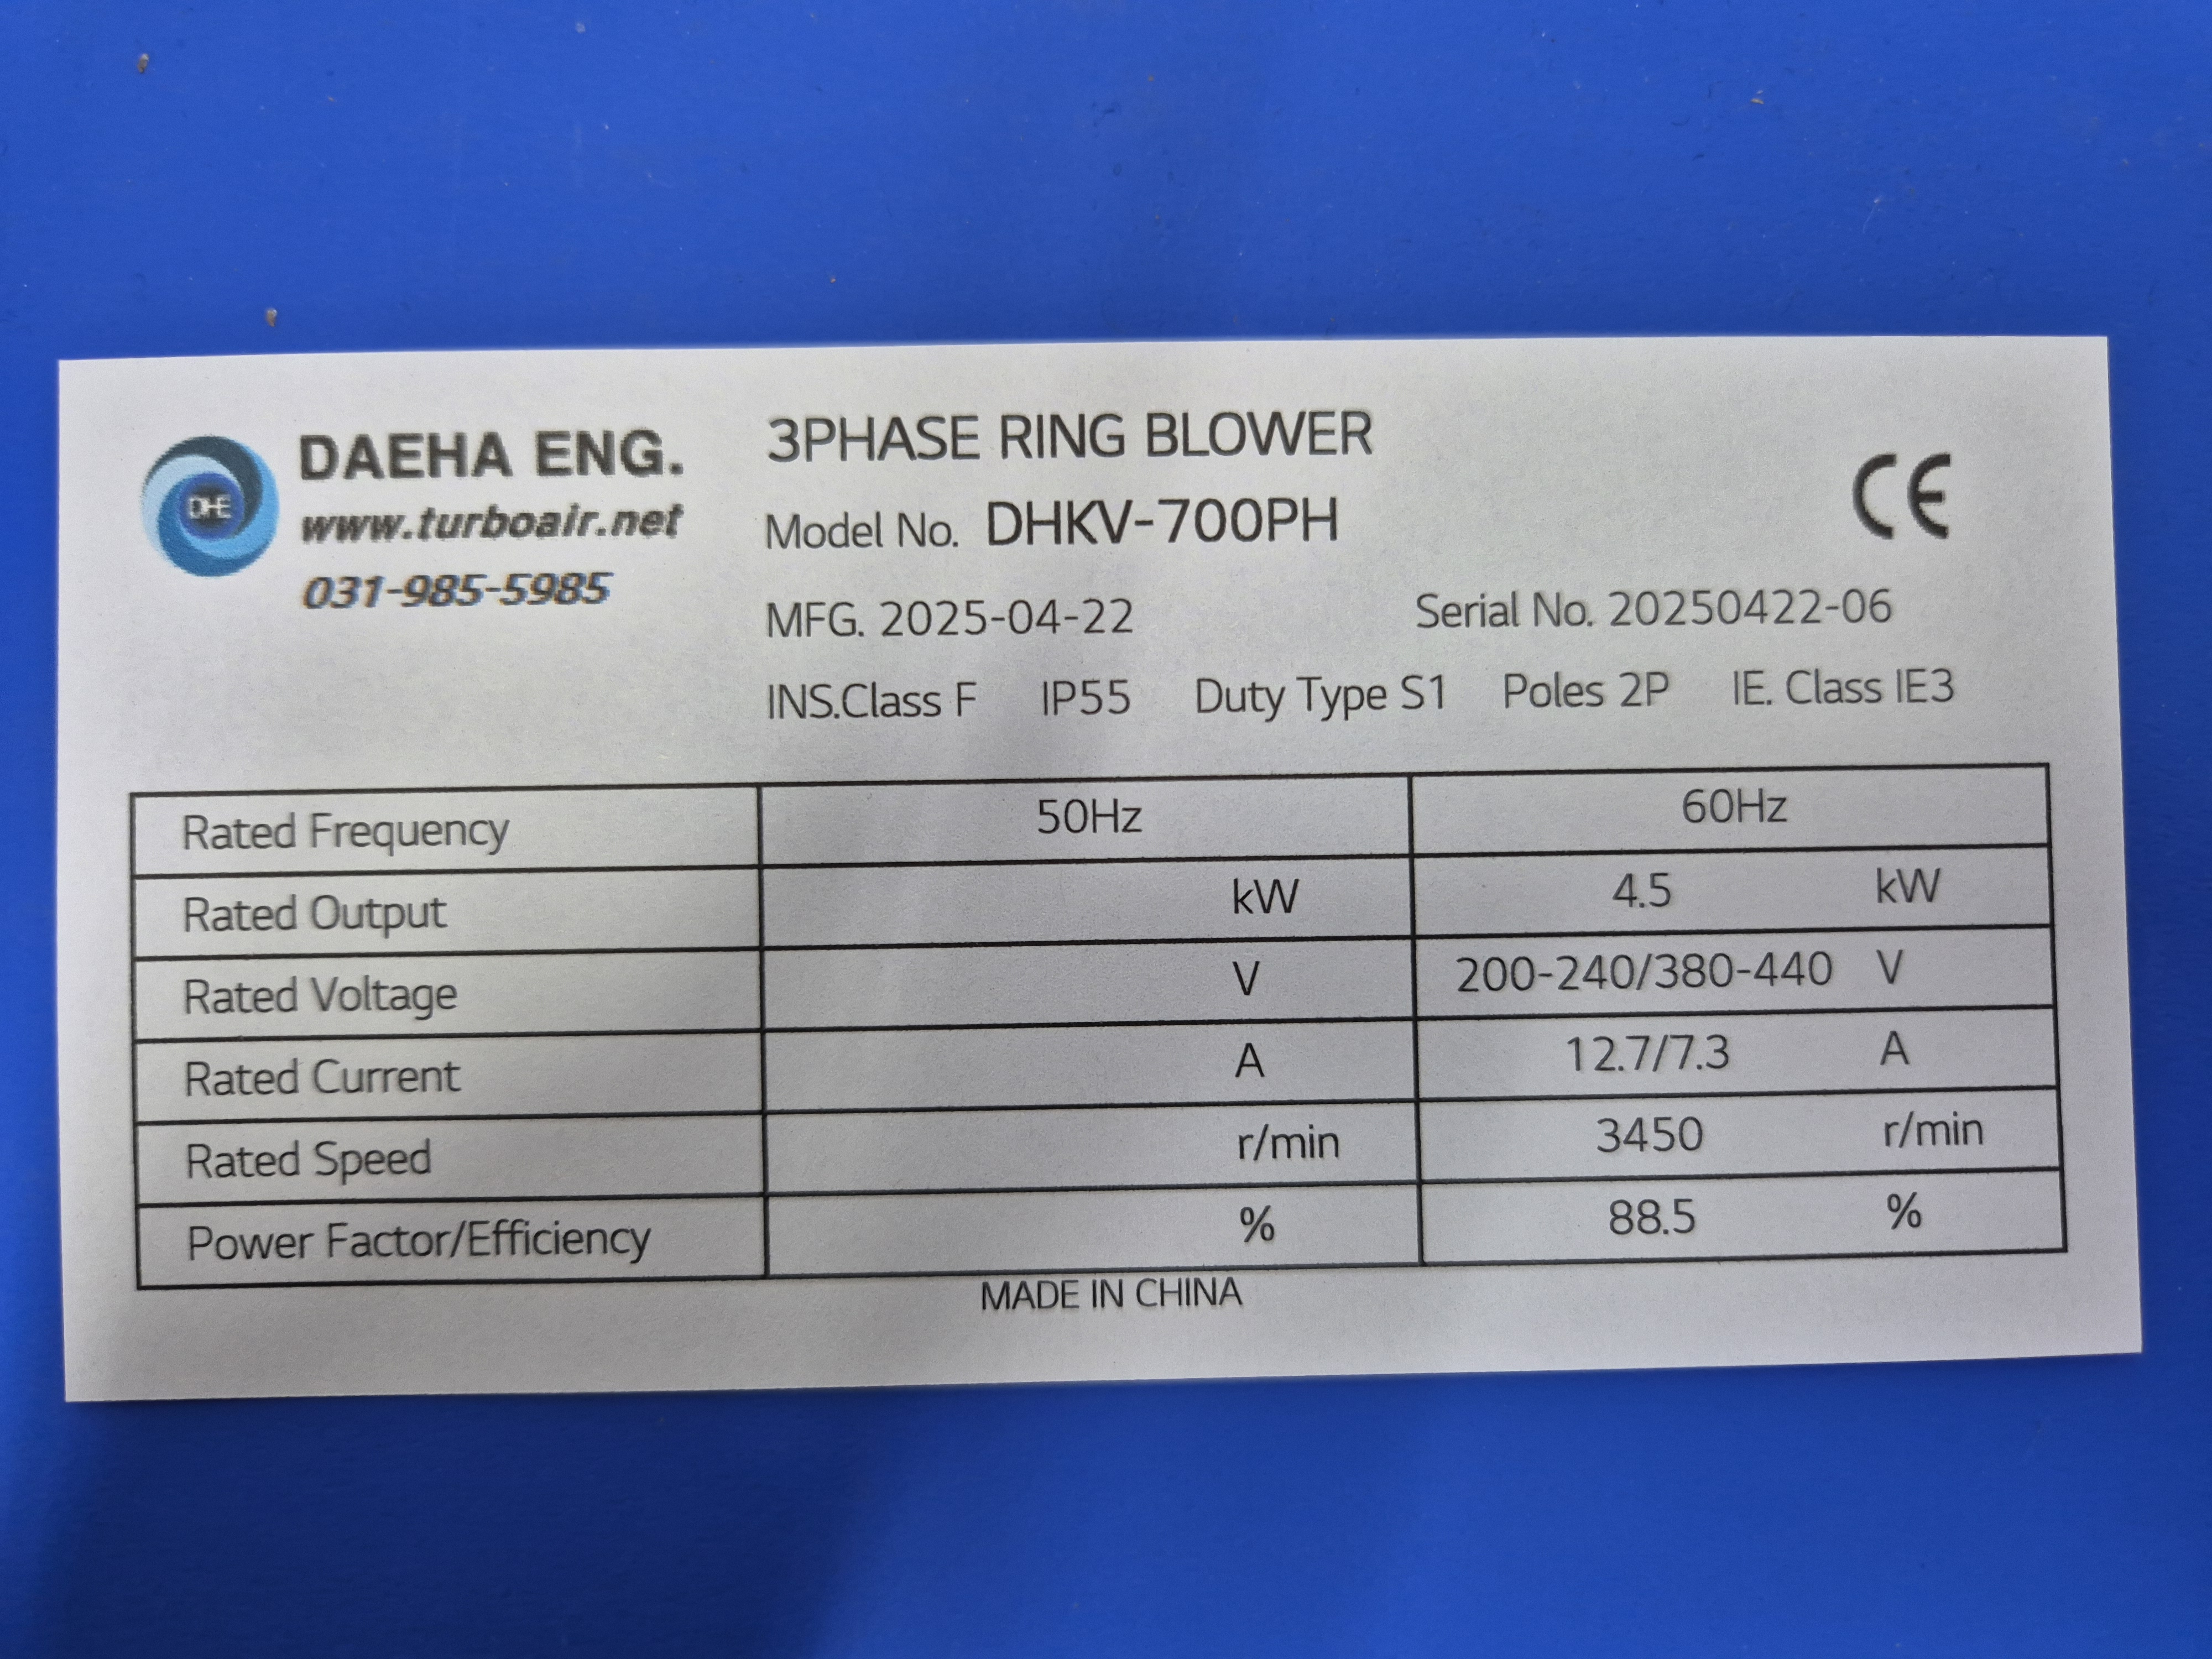 DHE
DAEHA ENG.
www.turboair.net
031-985-5985
3PHASE RING BLOWER
Model No. DHKV-700PH
CE
MFG. 2025-04-22 Serial No. 20250422-06
INS.Class F IP55 Duty Type S1 Poles 2P IE. Class IE3
Rated Frequency 50Hz 60Hz
Rated Output kW 4.5 kW
Rated Voltage V 200-240/380-440 V
Rated Current A 12.7/7.3 A
Rated Speed r/min 3450 r/min
Power Factor/Efficiency % 88.5 %
MADE IN CHINA